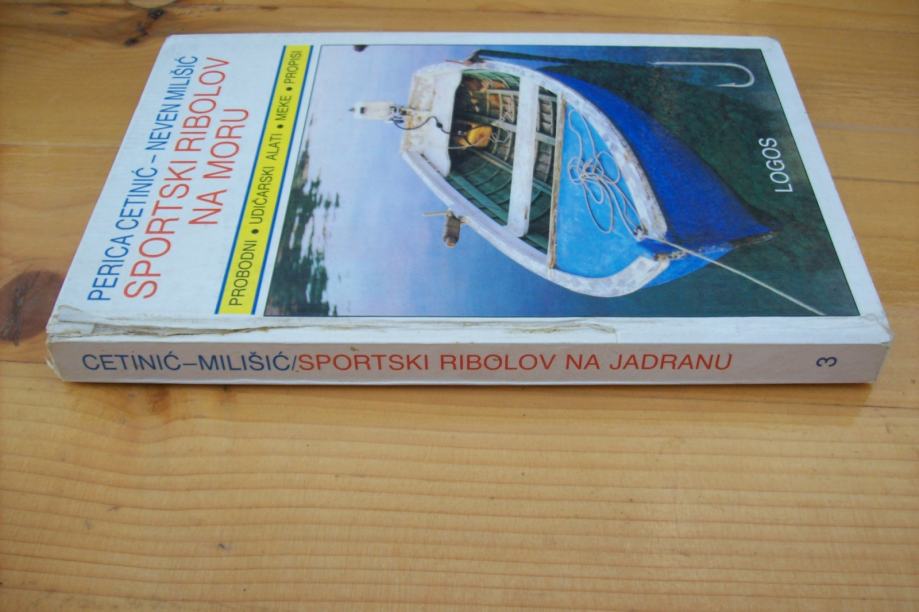 PERICA CETINIĆ – NEVEN MILIŠIĆ
SPORTSKI RIBOLOV
NA MORU
PROBODNI • UDIČARSKI ALATI • MEKE • PROPISI
LOGOS
CETINIĆ–MILIŠIĆ/SPORTSKI RIBOLOV NA JADRANU 3